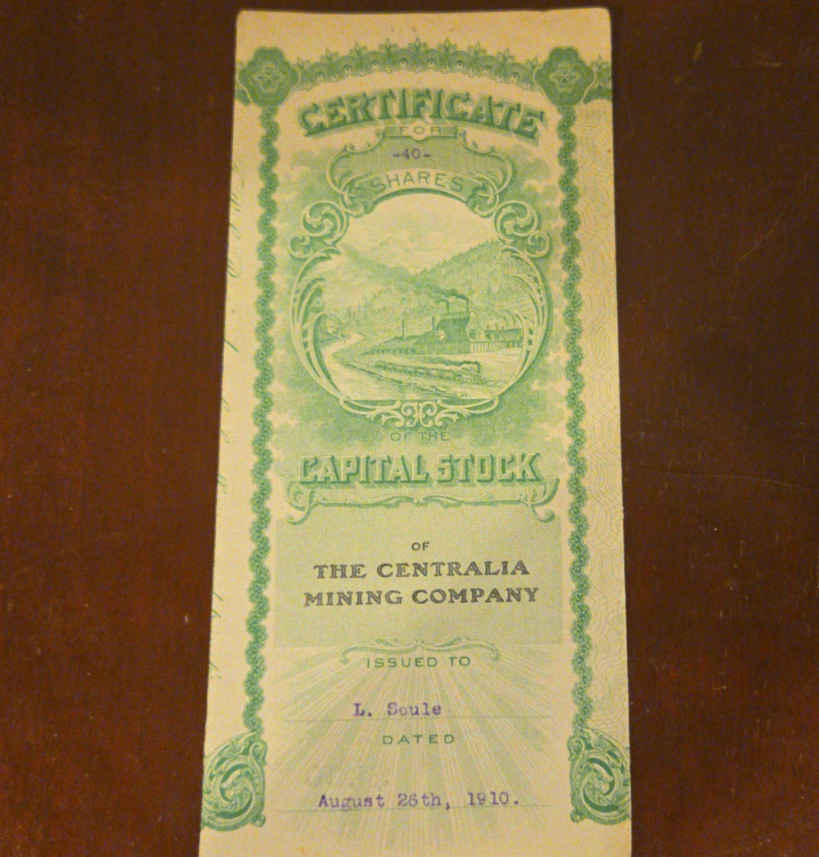 CERTIFICATE
FOR
-40-
SHARES
OF THE
CAPITAL STOCK
OF
THE CENTRALIA
MINING COMPANY
ISSUED TO
L. Soule
DATED
August 26th, 1910.